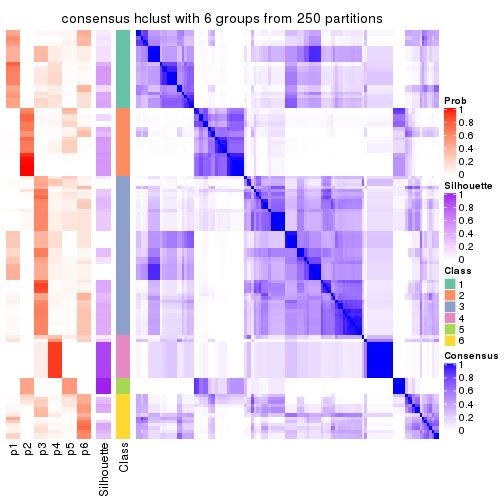 consensus hclust with 6 groups from 250 partitions
Prob
1
0.8
0.6
0.4
0.2
0
Silhouette
1
0.8
0.6
0.4
0.2
0
Class
1
2
3
4
5
6
Consensus
1
0.8
0.6
0.4
0.2
0
p1
p2
p3
p4
p5
p6
Silhouette
Class